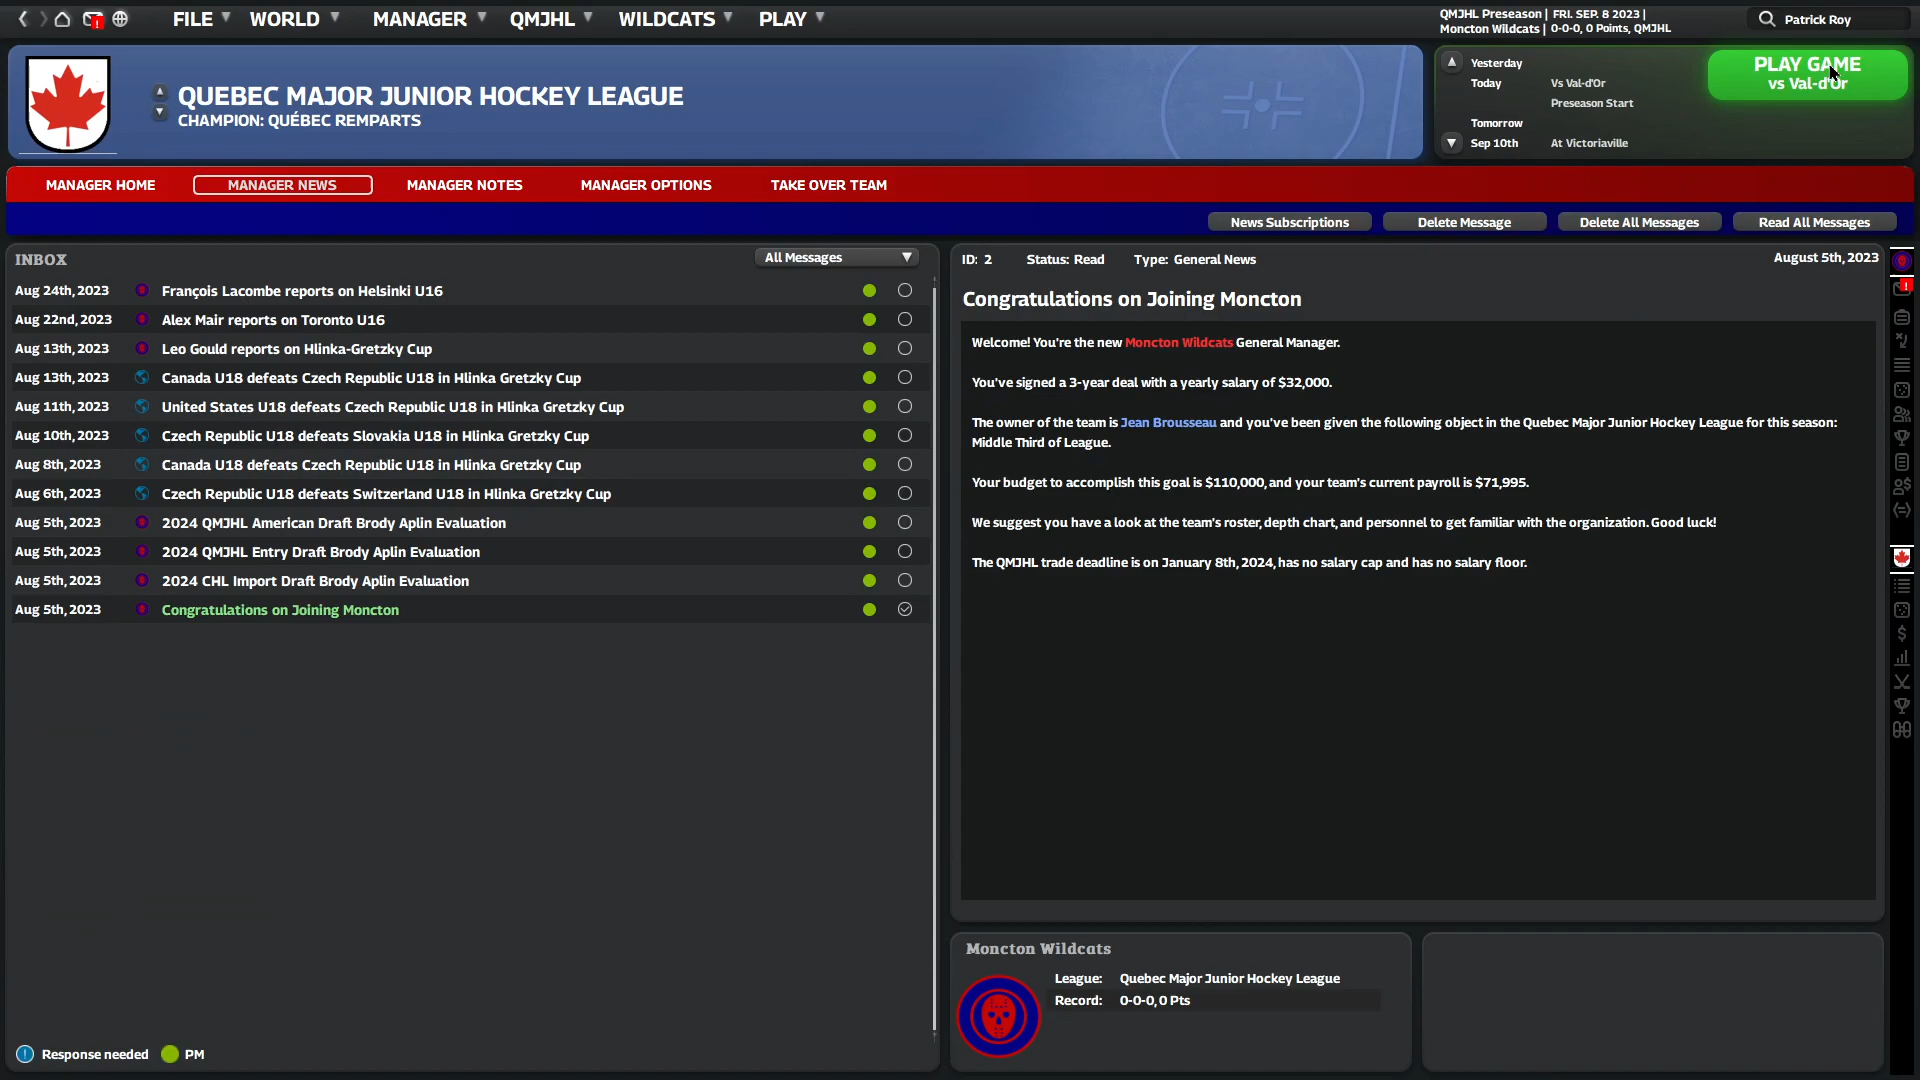 FILE WORLD MANAGER QMJHL WILDCATS PLAY
QMJHL Preseason | FRI. SEP. 8 2023 |
Moncton Wildcats | 0-0-0, 0 Points, QMJHL
Patrick Roy
QUEBEC MAJOR JUNIOR HOCKEY LEAGUE
CHAMPION: QUÉBEC REMPARTS
Yesterday
Today Vs Val-d'Or
Preseason Start
Tomorrow
Sep 10th At Victoriaville
PLAY GAME
vs Val-d'Or
MANAGER HOME MANAGER NEWS MANAGER NOTES MANAGER OPTIONS TAKE OVER TEAM
News Subscriptions Delete Message Delete All Messages Read All Messages
INBOX All Messages
Aug 24th, 2023 François Lacombe reports on Helsinki U16
Aug 22nd, 2023 Alex Mair reports on Toronto U16
Aug 13th, 2023 Leo Gould reports on Hlinka-Gretzky Cup
Aug 13th, 2023 Canada U18 defeats Czech Republic U18 in Hlinka Gretzky Cup
Aug 11th, 2023 United States U18 defeats Czech Republic U18 in Hlinka Gretzky Cup
Aug 10th, 2023 Czech Republic U18 defeats Slovakia U18 in Hlinka Gretzky Cup
Aug 8th, 2023 Canada U18 defeats Czech Republic U18 in Hlinka Gretzky Cup
Aug 6th, 2023 Czech Republic U18 defeats Switzerland U18 in Hlinka Gretzky Cup
Aug 5th, 2023 2024 QMJHL American Draft Brody Aplin Evaluation
Aug 5th, 2023 2024 QMJHL Entry Draft Brody Aplin Evaluation
Aug 5th, 2023 2024 CHL Import Draft Brody Aplin Evaluation
Aug 5th, 2023 Congratulations on Joining Moncton
Response needed PM
ID: 2 Status: Read Type: General News August 5th, 2023
Congratulations on Joining Moncton
Welcome! You're the new Moncton Wildcats General Manager.
You've signed a 3-year deal with a yearly salary of $32,000.
The owner of the team is Jean Brousseau and you've been given the following object in the Quebec Major Junior Hockey League for this season:
Middle Third of League.
Your budget to accomplish this goal is $110,000, and your team's current payroll is $71,995.
We suggest you have a look at the team's roster, depth chart, and personnel to get familiar with the organization. Good luck!
The QMJHL trade deadline is on January 8th, 2024, has no salary cap and has no salary floor.
Moncton Wildcats
League: Quebec Major Junior Hockey League
Record: 0-0-0, 0 Pts